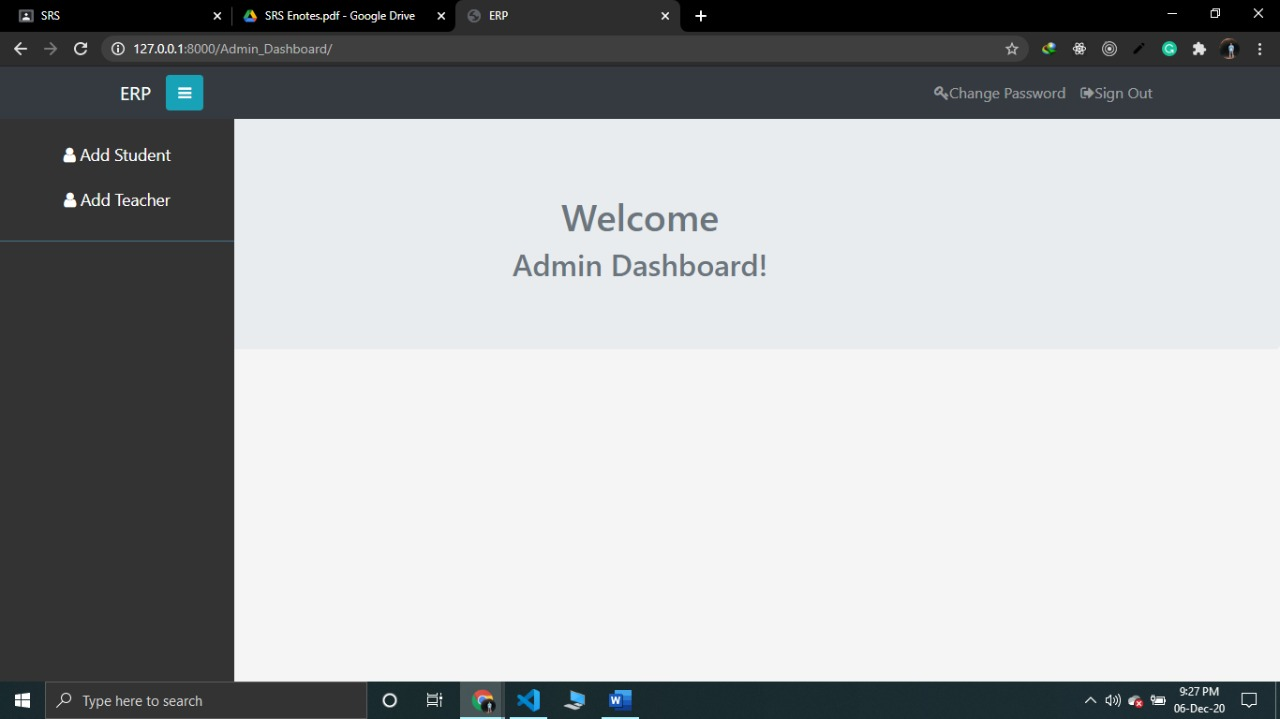 SRS
SRS Enotes.pdf - Google Drive
ERP
127.0.0.1:8000/Admin_Dashboard/
ERP
Change Password
Sign Out
Add Student
Add Teacher
Welcome
Admin Dashboard!
Type here to search
9:27 PM
06-Dec-20